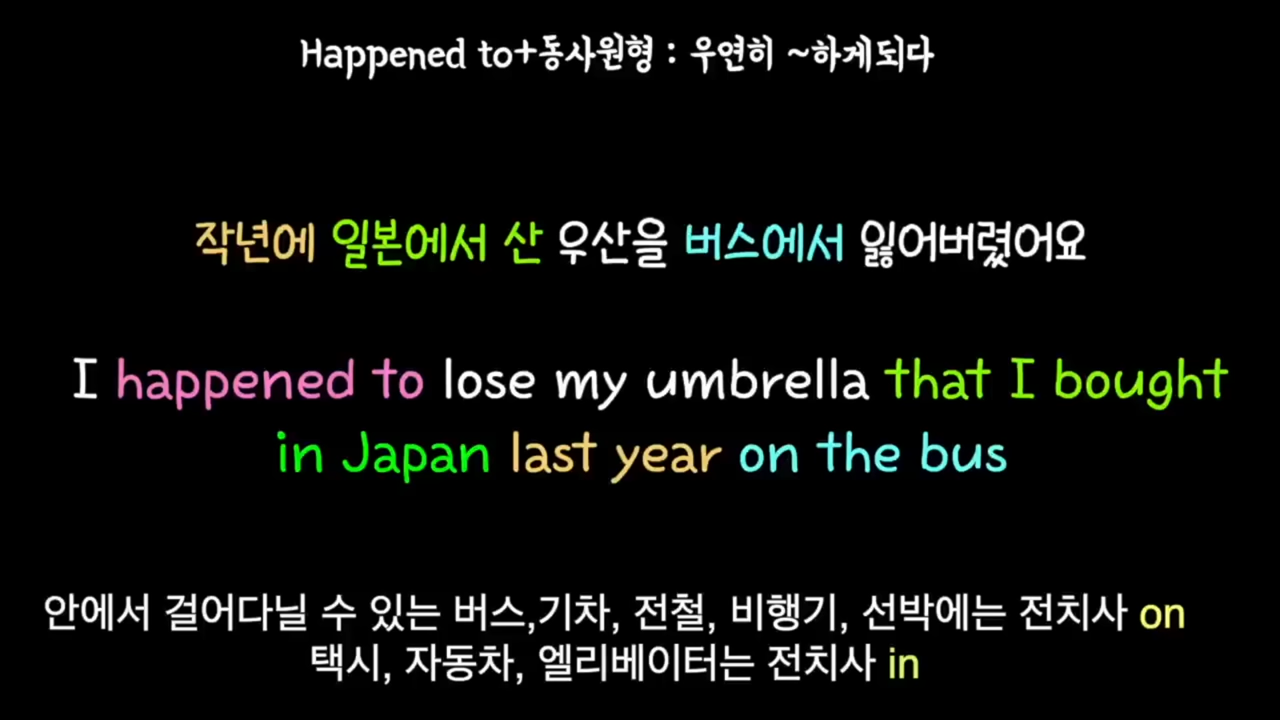 Happened to+동사원형 : 우연히 ~하게되다
작년에 일본에서 산 우산을 버스에서 잃어버렸어요
I happened to lose my umbrella that I bought
in Japan last year on the bus
안에서 걸어다닐 수 있는 버스,기차, 전철, 비행기, 선박에는 전치사 on
택시, 자동차, 엘리베이터는 전치사 in